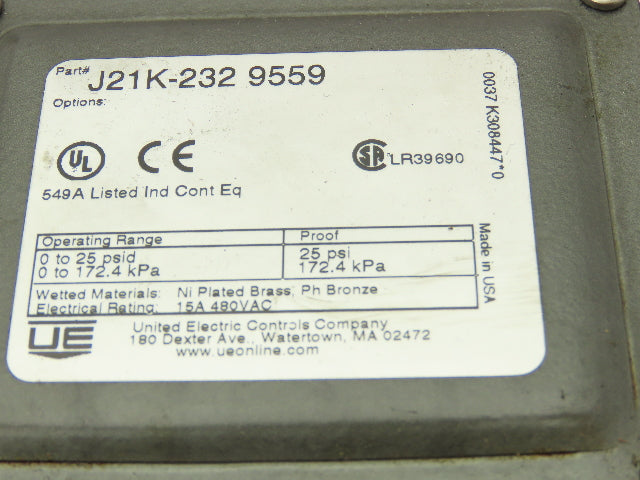 Part# J21K-232 9559
Options:
UL CE SA LR39690
549A Listed Ind Cont Eq
Operating Range Proof
0 to 25 psid 25 psi
0 to 172.4 kPa 172.4 kPa
Wetted Materials: Ni Plated Brass, Ph Bronze
Electrical Rating: 15A 480VAC
UE
United Electric Controls Company
180 Dexter Ave., Watertown, MA 02472
www.ueonline.com
0037 K308447*0
Made in USA